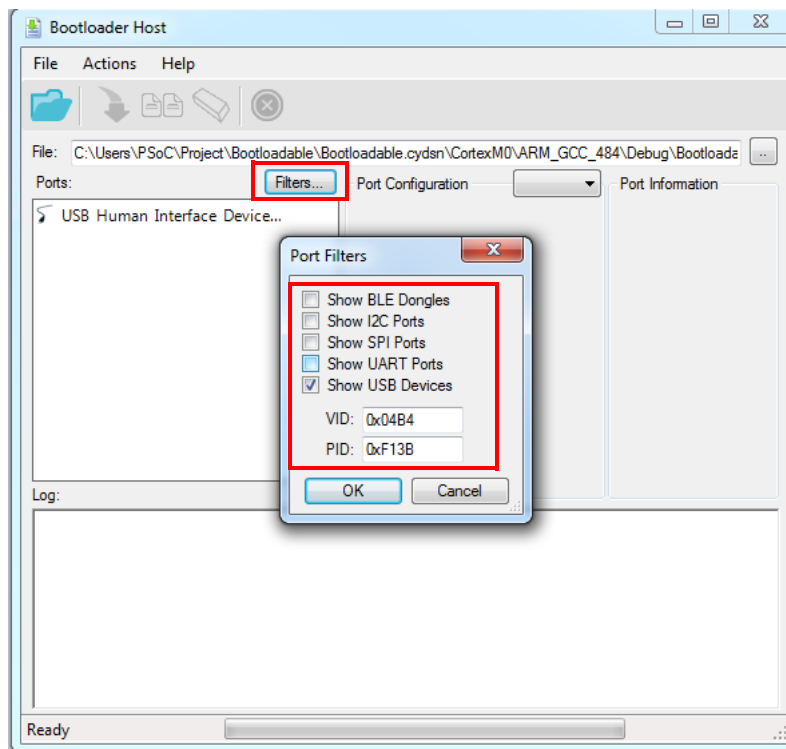 Bootloader Host
File Actions Help
File: C:\Users\PSoC\Project\Bootloadable\Bootloadable.cydsn\CortexM0\ARM_GCC_484\Debug\Bootloada ..
Ports: Filters... Port Configuration Port Information
USB Human Interface Device...
Port Filters
Show BLE Dongles
Show I2C Ports
Show SPI Ports
Show UART Ports
Show USB Devices
VID: 0x04B4
PID: 0xF13B
OK Cancel
Log:
Ready